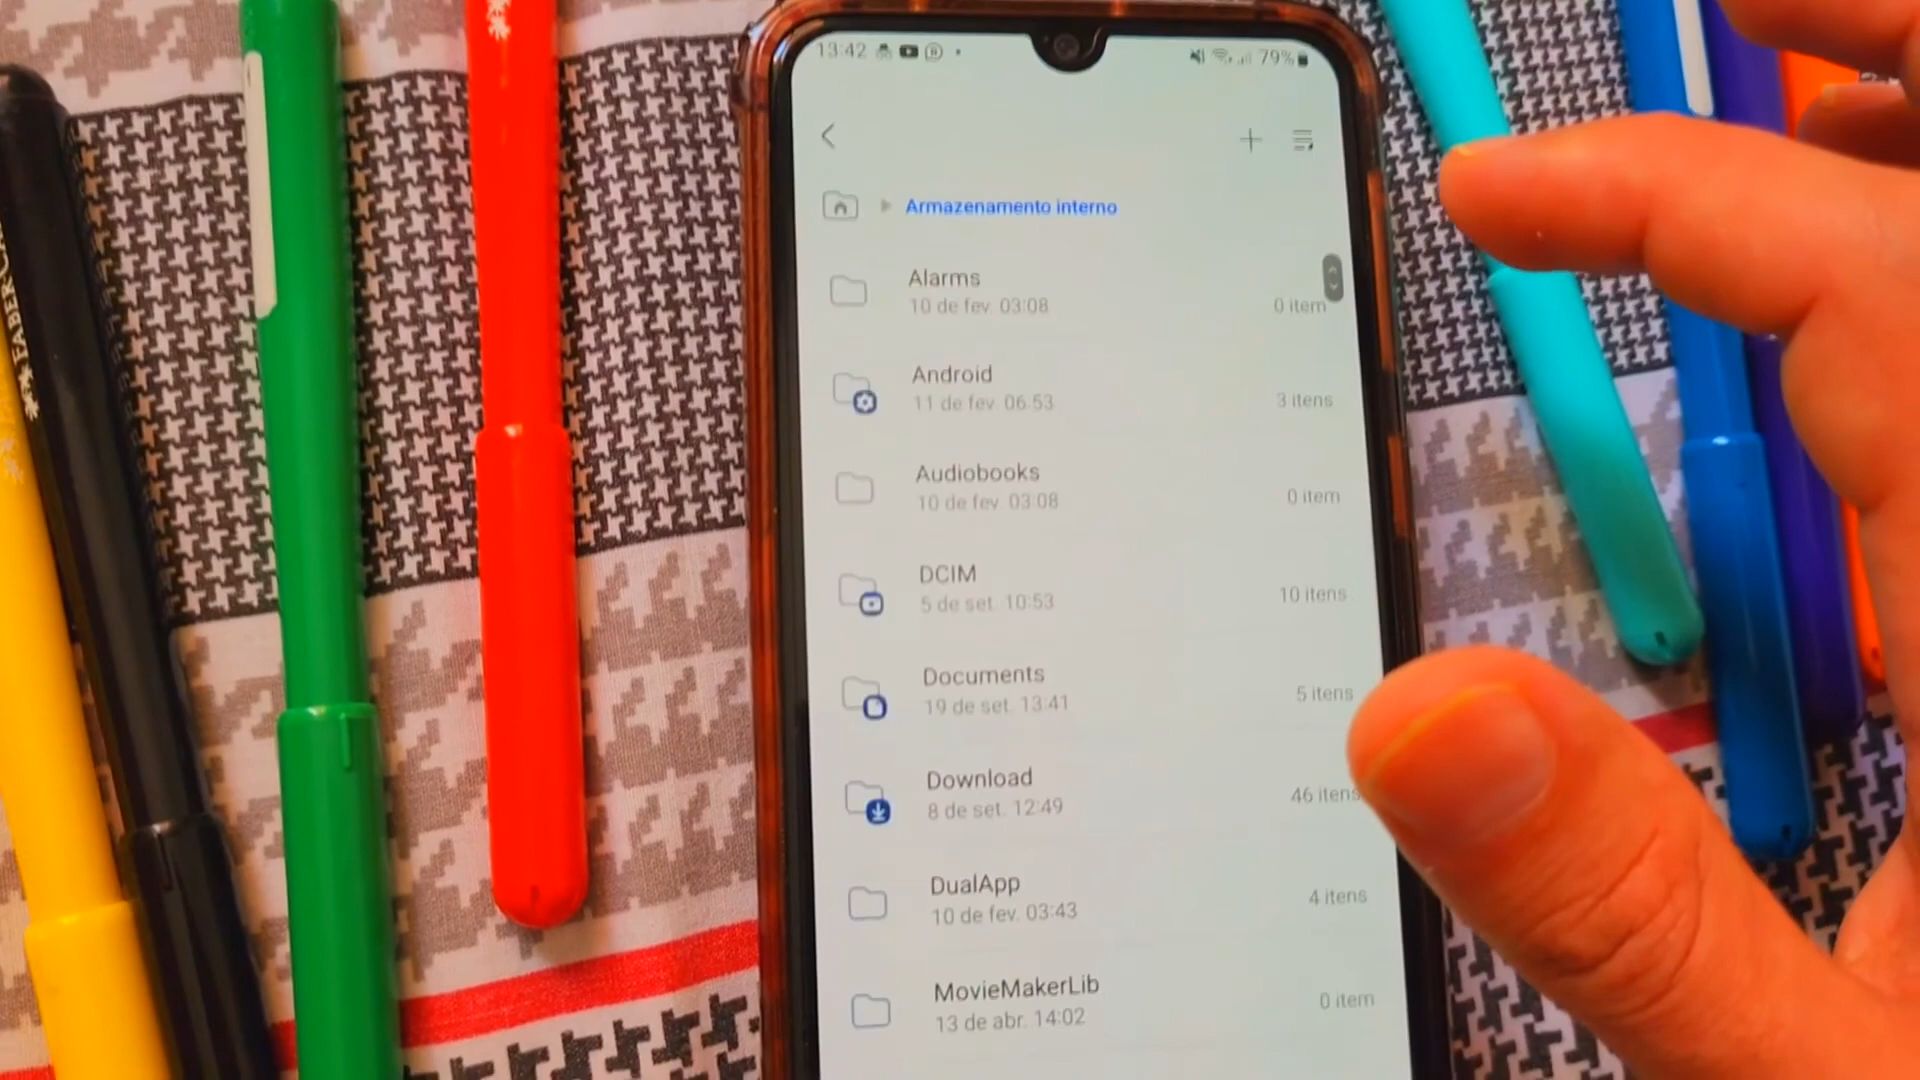 13:42
79%
Armazenamento interno
Alarms
10 de fev. 03:08
0 item
Android
11 de fev. 06:53
3 itens
Audiobooks
10 de fev. 03:08
0 item
DCIM
5 de set. 10:53
10 itens
Documents
19 de set. 13:41
5 itens
Download
8 de set. 12:49
46 itens
DualApp
10 de fev. 03:43
4 itens
MovieMakerLib
13 de abr. 14:02
0 item